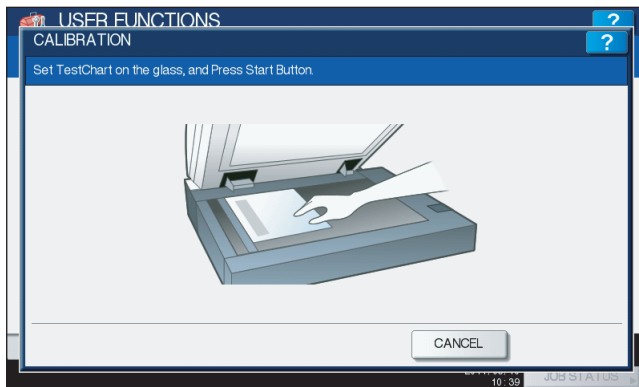 USER FUNCTIONS
?
CALIBRATION
?
Set TestChart on the glass, and Press Start Button.
CANCEL
10:39
JOB STATUS